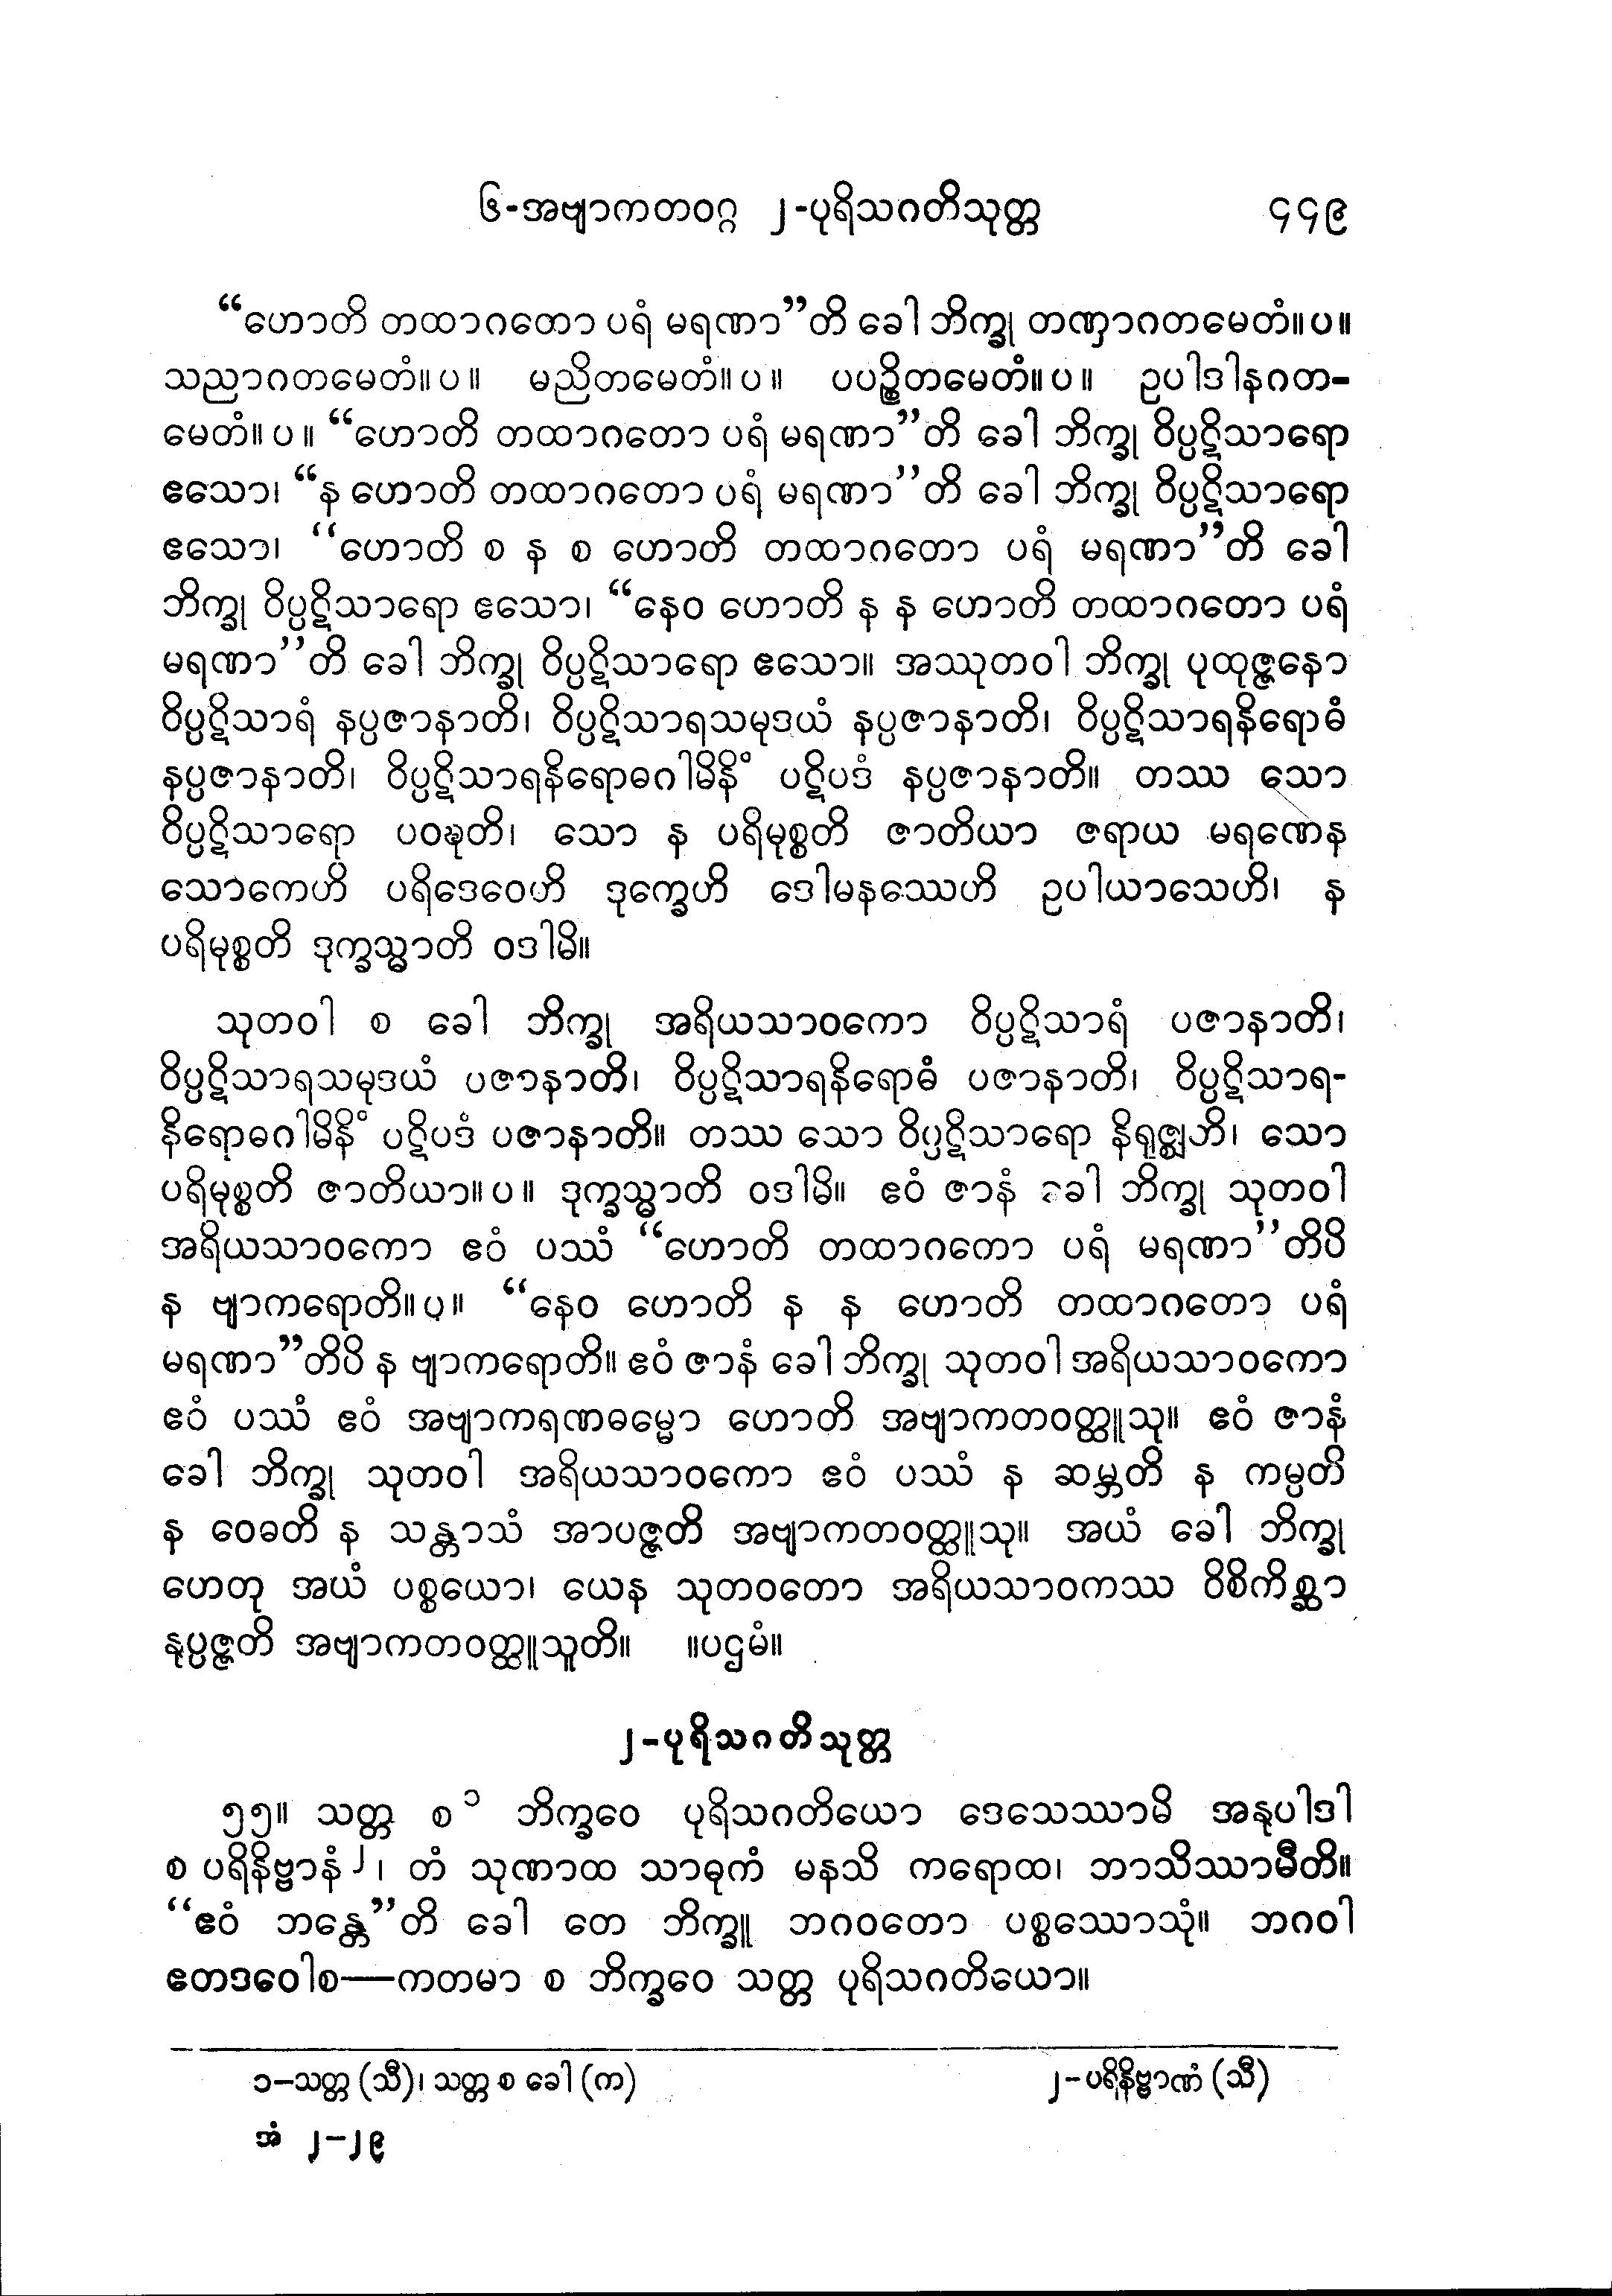 ၆-အဗျာကတဝဂ္ဂ ၂-ပုရိသဂတိသုတ္တ ၄၄၉
“ဟောတိ တထာဂတော ပရံ မရဏာ”တိ ခေါ ဘိက္ခု တဏှာဂတမေတံ။ပ။
သညာဂတမေတံ။ပ။ မညိတမေတံ။ပ။ ပပဉ္စိတမေတံ။ပ။ ဥပါဒါနဂတ-
မေတံ။ပ။ “ဟောတိ တထာဂတော ပရံ မရဏာ”တိ ခေါ ဘိက္ခု ဝိပ္ပဋိသာရော
ဧသော၊ “န ဟောတိ တထာဂတော ပရံ မရဏာ”တိ ခေါ ဘိက္ခု ဝိပ္ပဋိသာရော
ဧသော၊ “ဟောတိ စ န စ ဟောတိ တထာဂတော ပရံ မရဏာ”တိ ခေါ
ဘိက္ခု ဝိပ္ပဋိသာရော ဧသော၊ “နေဝ ဟောတိ န န ဟောတိ တထာဂတော ပရံ
မရဏာ”တိ ခေါ ဘိက္ခု ဝိပ္ပဋိသာရော ဧသော။ အဿုတဝါ ဘိက္ခု ပုထုဇ္ဇနော
ဝိပ္ပဋိသာရံ နပ္ပဇာနာတိ၊ ဝိပ္ပဋိသာရသမုဒယံ နပ္ပဇာနာတိ၊ ဝိပ္ပဋိသာရနိရောဓံ
နပ္ပဇာနာတိ၊ ဝိပ္ပဋိသာရနိရောဓဂါမိနိံ ပဋိပဒံ နပ္ပဇာနာတိ။ တဿ သော
ဝိပ္ပဋိသာရော ပဝဍ္ဎတိ၊ သော န ပရိမုစ္စတိ ဇာတိယာ ဇရာယ မရဏေန
သောကေဟိ ပရိဒေဝေဟိ ဒုက္ခေဟိ ဒေါမနဿေဟိ ဥပါယာသေဟိ၊ န
ပရိမုစ္စတိ ဒုက္ခသ္မာတိ ဝဒါမိ။
သုတဝါ စ ခေါ ဘိက္ခု အရိယသာဝကော ဝိပ္ပဋိသာရံ ပဇာနာတိ၊
ဝိပ္ပဋိသာရသမုဒယံ ပဇာနာတိ၊ ဝိပ္ပဋိသာရနိရောဓံ ပဇာနာတိ၊ ဝိပ္ပဋိသာရ-
နိရောဓဂါမိနိံ ပဋိပဒံ ပဇာနာတိ။ တဿ သော ဝိပ္ပဋိသာရော နိရုဇ္ဈတိ၊ သော
ပရိမုစ္စတိ ဇာတိယာ။ပ။ ဒုက္ခသ္မာတိ ဝဒါမိ။ ဧဝံ ဇာနံ ခေါ ဘိက္ခု သုတဝါ
အရိယသာဝကော ဧဝံ ပဿံ “ဟောတိ တထာဂကော ပရံ မရဏာ”တိပိ
န ဗျာကရောတိ။ပ။ “နေဝ ဟောတိ န န ဟောတိ တထာဂတော ပရံ
မရဏာ”တိပိ န ဗျာကရောတိ။ ဧဝံ ဇာနံ ခေါ ဘိက္ခု သုတဝါ အရိယသာဝကော
ဧဝံ ပဿံ ဧဝံ အဗျာကရဏဓမ္မော ဟောတိ အဗျာကတဝတ္ထူသု။ ဧဝံ ဇာနံ
ခေါ ဘိက္ခု သုတဝါ အရိယသာဝကော ဧဝံ ပဿံ န ဆမ္ဘတိ န ကမ္ပတိ
န ဝေဓတိ န သန္တာသံ အာပဇ္ဇတိ အဗျာကတဝတ္ထူသု။ အယံ ခေါ ဘိက္ခု
ဟေတု အယံ ပစ္စယော၊ ယေန သုတဝတော အရိယသာဝကဿ ဝိစိကိစ္ဆာ
နုပ္ပဇ္ဇတိ အဗျာကတဝတ္ထူသူတိ။ ။ပဌမံ။
၂-ပုရိသဂတိသုတ္တ
၅၅။ သတ္တ စ ၁ ဘိက္ခဝေ ပုရိသဂတိယော ဒေသေဿာမိ အနုပါဒါ
စ ပရိနိဗ္ဗာနံ ၂၊ တံ သုဏာထ သာဓုကံ မနသိ ကရောထ၊ ဘာသိဿာမီတိ။
“ဧဝံ ဘန္တေ”တိ ခေါ တေ ဘိက္ခူ ဘဂဝတော ပစ္စဿောသုံ။ ဘဂဝါ
ဧတဒဝေါစ—ကတမာ စ ဘိက္ခဝေ သတ္တ ပုရိသဂတိယော။
၁-သတ္တ (သီ)၊ သတ္တ စ ခေါ (က) ၂-ပရိနိဗ္ဗာဏံ (သီ)
အံ ၂-၂၉